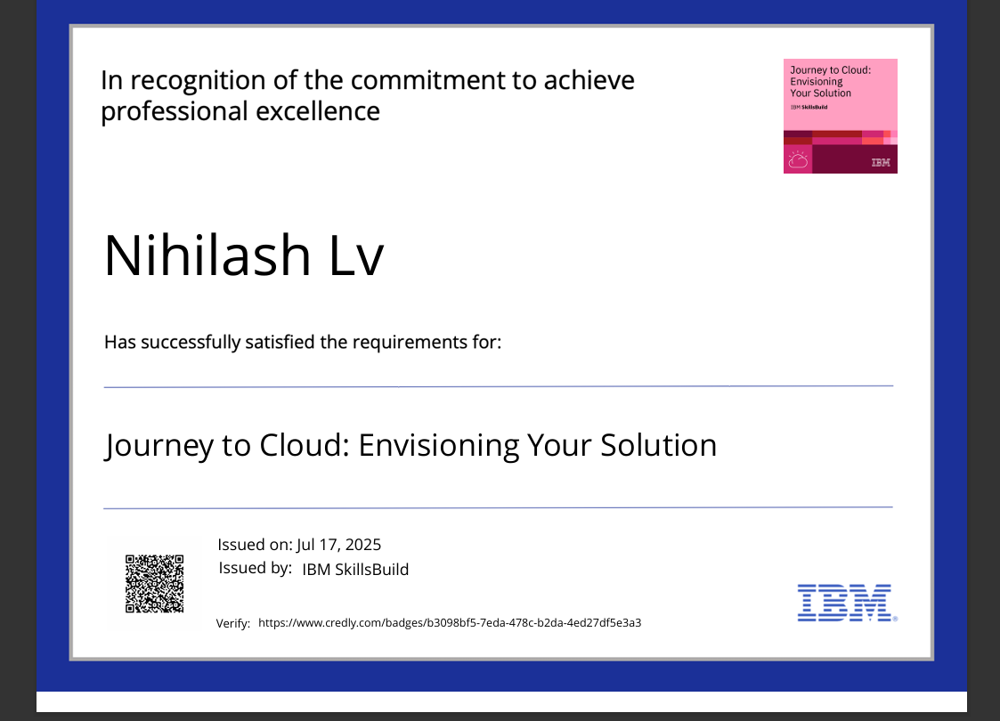 In recognition of the commitment to achieve
professional excellence
Journey to Cloud:
Envisioning
Your Solution
IBM SkillsBuild
IBM
Nihilash Lv
Has successfully satisfied the requirements for:
Journey to Cloud: Envisioning Your Solution
Issued on: Jul 17, 2025
Issued by: IBM SkillsBuild
Verify: https://www.credly.com/badges/b3098bf5-7eda-478c-b2da-4ed27df5e3a3
IBM®